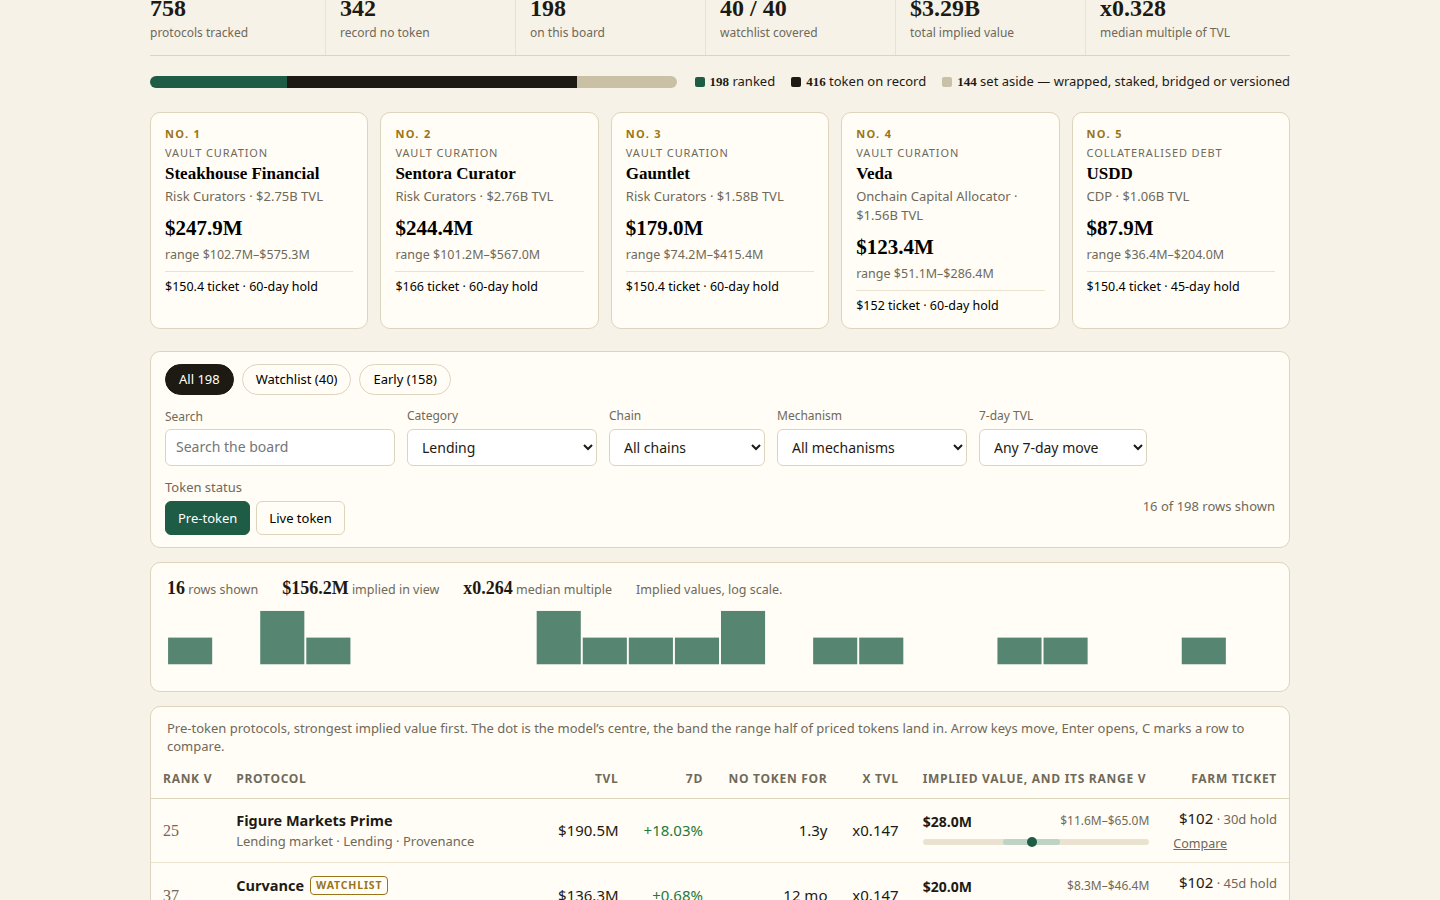 758
protocols tracked
342
record no token
198
on this board
40 / 40
watchlist covered
$3.29B
total implied value
x0.328
median multiple of TVL
198 ranked
416 token on record
144 set aside — wrapped, staked, bridged or versioned
NO. 1
VAULT CURATION
Steakhouse Financial
Risk Curators · $2.75B TVL
$247.9M
range $102.7M–$575.3M
$150.4 ticket · 60-day hold
NO. 2
VAULT CURATION
Sentora Curator
Risk Curators · $2.76B TVL
$244.4M
range $101.2M–$567.0M
$166 ticket · 60-day hold
NO. 3
VAULT CURATION
Gauntlet
Risk Curators · $1.58B TVL
$179.0M
range $74.2M–$415.4M
$150.4 ticket · 60-day hold
NO. 4
VAULT CURATION
Veda
Onchain Capital Allocator ·
$1.56B TVL
$123.4M
range $51.1M–$286.4M
$152 ticket · 60-day hold
NO. 5
COLLATERALISED DEBT
USDD
CDP · $1.06B TVL
$87.9M
range $36.4M–$204.0M
$150.4 ticket · 45-day hold
All 198
Watchlist (40)
Early (158)
Search
Search the board
Category
Lending
Chain
All chains
Mechanism
All mechanisms
7-day TVL
Any 7-day move
Token status
Pre-token
Live token
16 of 198 rows shown
16 rows shown
$156.2M implied in view
x0.264 median multiple
Implied values, log scale.
Pre-token protocols, strongest implied value first. The dot is the model's centre, the band the range half of priced tokens land in. Arrow keys move, Enter opens, C marks a row to
compare.
RANK V PROTOCOL TVL 7D NO TOKEN FOR X TVL IMPLIED VALUE, AND ITS RANGE V FARM TICKET
25
Figure Markets Prime
Lending market · Lending · Provenance
$190.5M
+18.03%
1.3y
x0.147
$28.0M
$11.6M–$65.0M
$102 · 30d hold
Compare
37
Curvance WATCHLIST
$136.3M
+0.68%
12 mo
x0.147
$20.0M
$8.3M–$46.4M
$102 · 45d hold